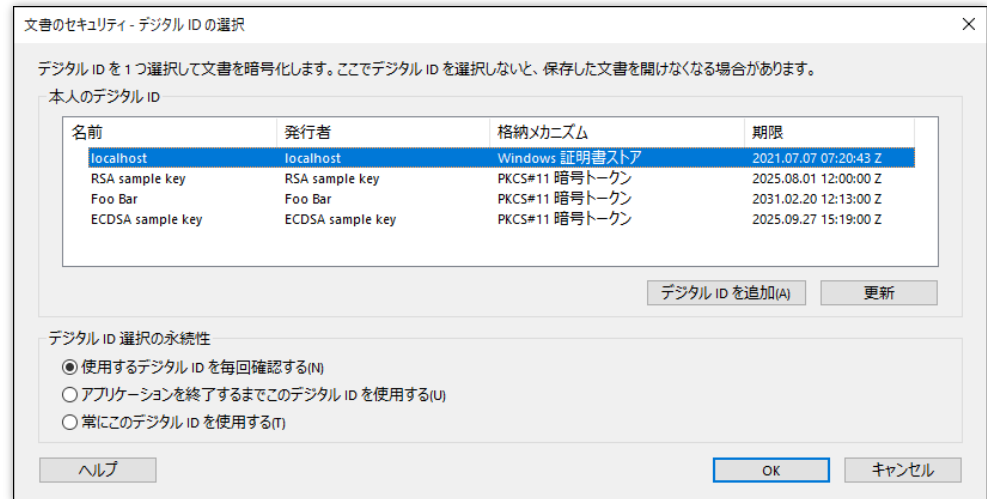 文書のセキュリティ - デジタル ID の選択
デジタル ID を 1 つ選択して文書を暗号化します。ここでデジタル ID を選択しないと、保存した文書を開けなくなる場合があります。
本人のデジタル ID
名前 発行者 格納メカニズム 期限
localhost localhost Windows 証明書ストア 2021.07.07 07:20:43 Z
RSA sample key RSA sample key PKCS#11 暗号トークン 2025.08.01 12:00:00 Z
Foo Bar Foo Bar PKCS#11 暗号トークン 2031.02.20 12:13:00 Z
ECDSA sample key ECDSA sample key PKCS#11 暗号トークン 2025.09.27 15:19:00 Z
デジタル ID を追加(A) 更新
デジタル ID 選択の永続性
使用するデジタル ID を毎回確認する(N)
アプリケーションを終了するまでこのデジタル ID を使用する(U)
常にこのデジタル ID を使用する(T)
ヘルプ OK キャンセル